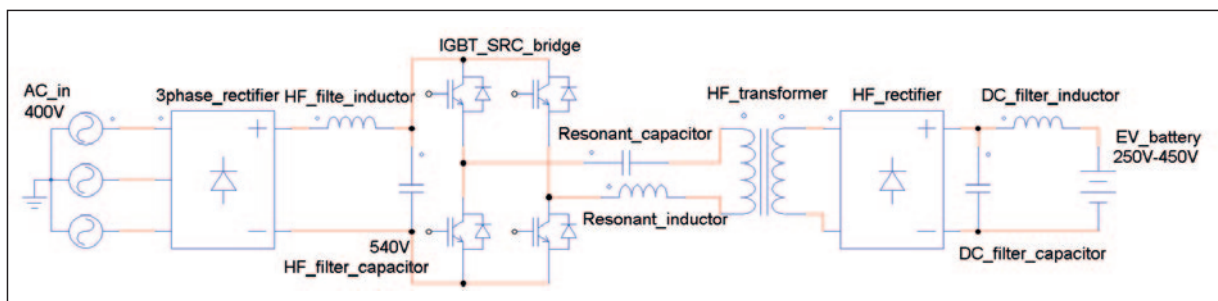 IGBT_SRC_bridge
AC_in
400V
3phase_rectifier
HF_filte_inductor
HF_transformer
HF_rectifier
DC_filter_inductor
Resonant_capacitor
EV_battery
250V-450V
Resonant_inductor
540V
HF_filter_capacitor
DC_filter_capacitor